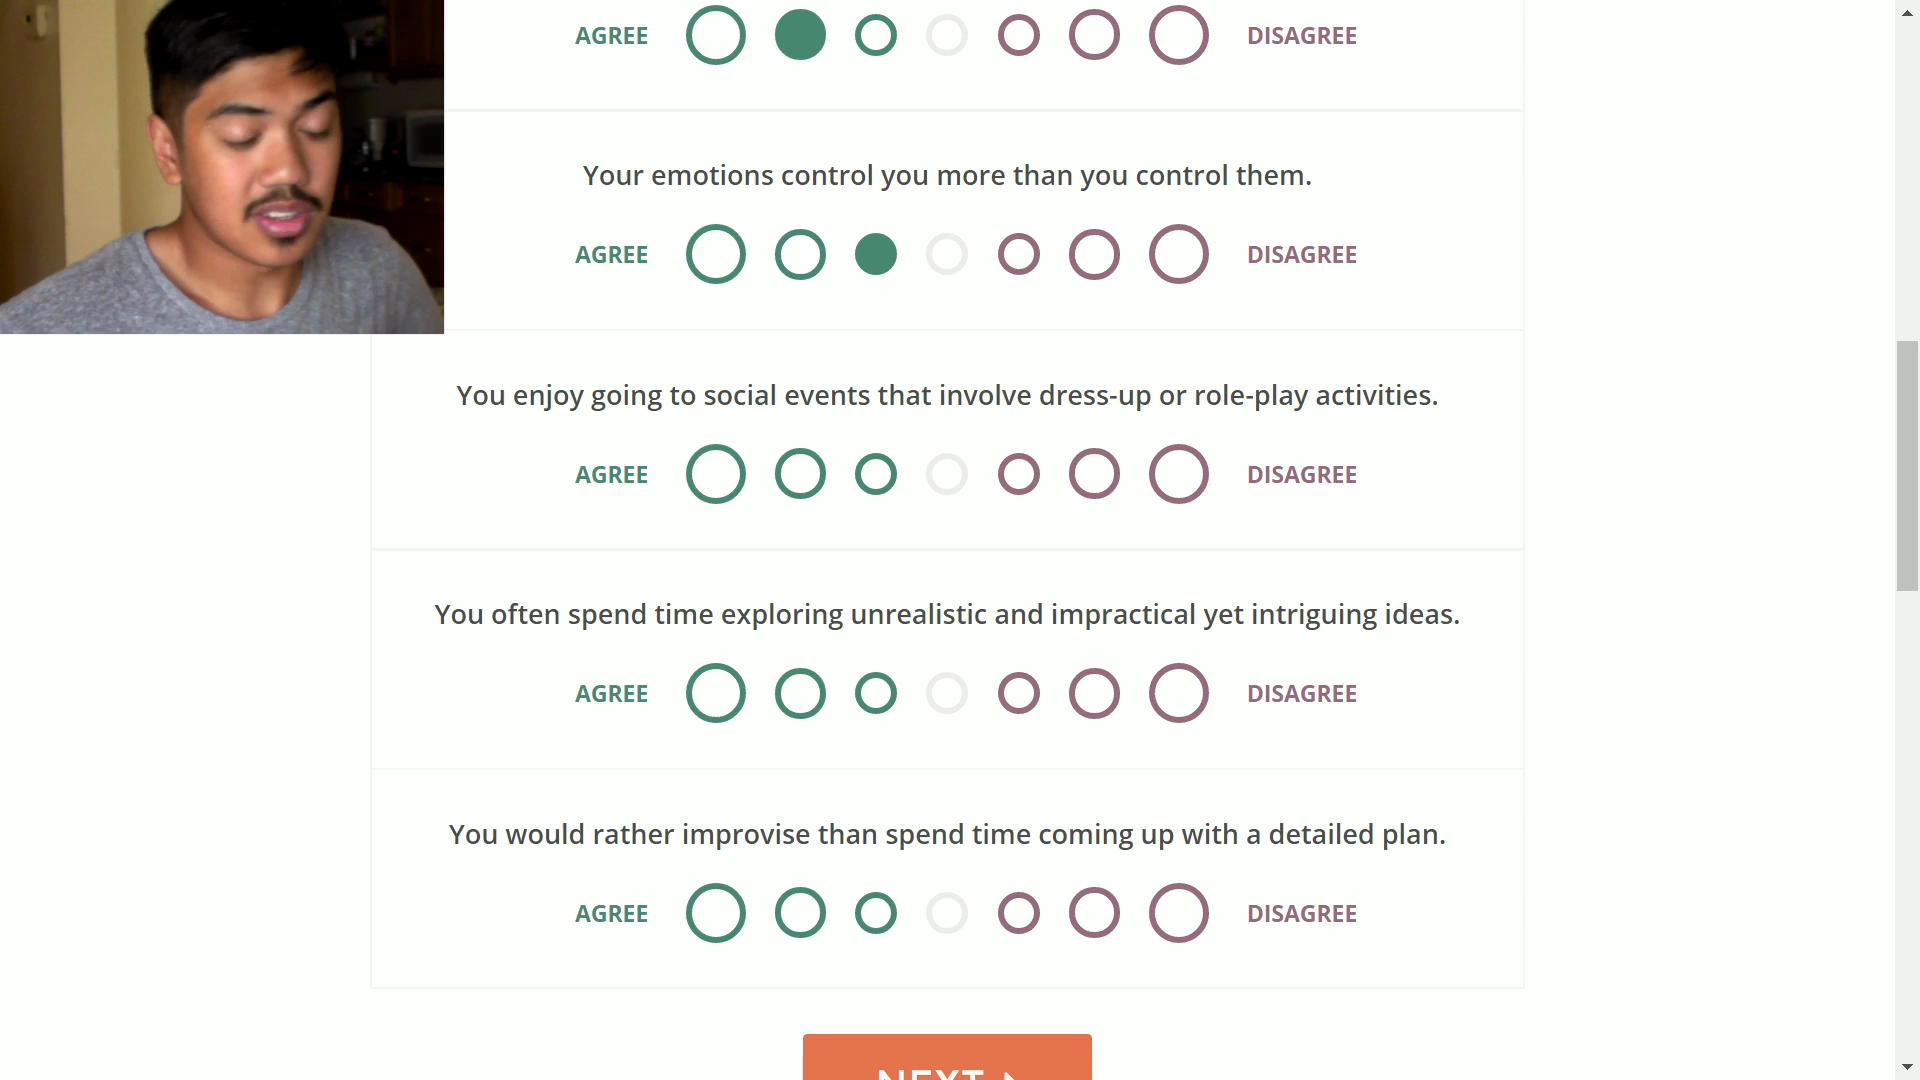 AGREE DISAGREE
Your emotions control you more than you control them.
AGREE DISAGREE
You enjoy going to social events that involve dress-up or role-play activities.
AGREE DISAGREE
You often spend time exploring unrealistic and impractical yet intriguing ideas.
AGREE DISAGREE
You would rather improvise than spend time coming up with a detailed plan.
AGREE DISAGREE
NEXT